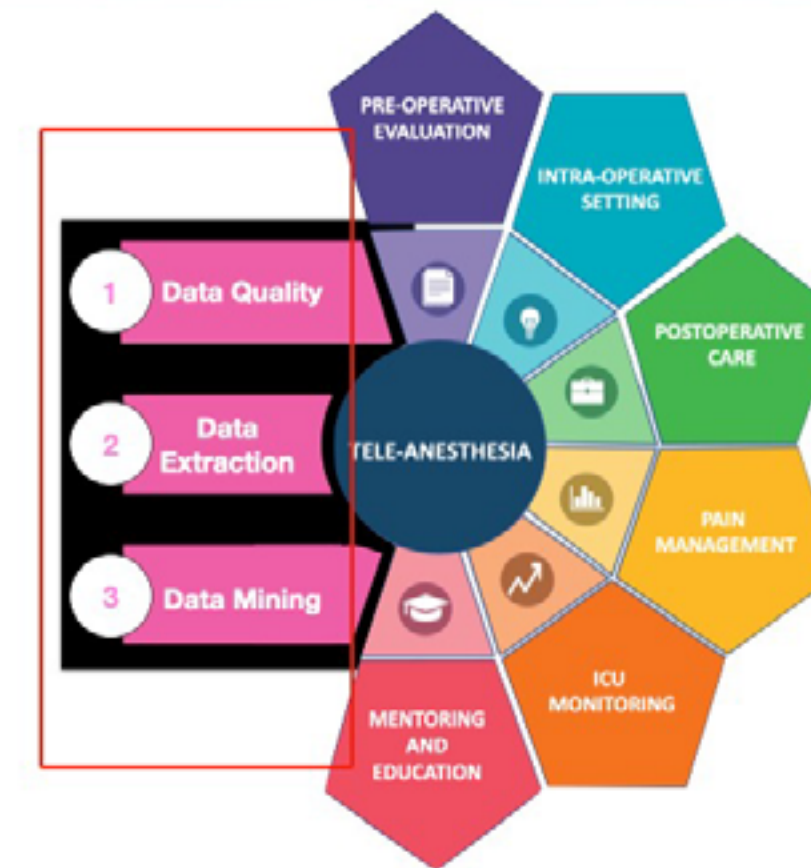 PRE-OPERATIVE
EVALUATION
INTRA-OPERATIVE
SETTING
POSTOPERATIVE
CARE
PAIN
MANAGEMENT
ICU
MONITORING
MENTORING
AND
EDUCATION
TELE-ANESTHESIA
1 Data Quality
2 Data
Extraction
3 Data Mining